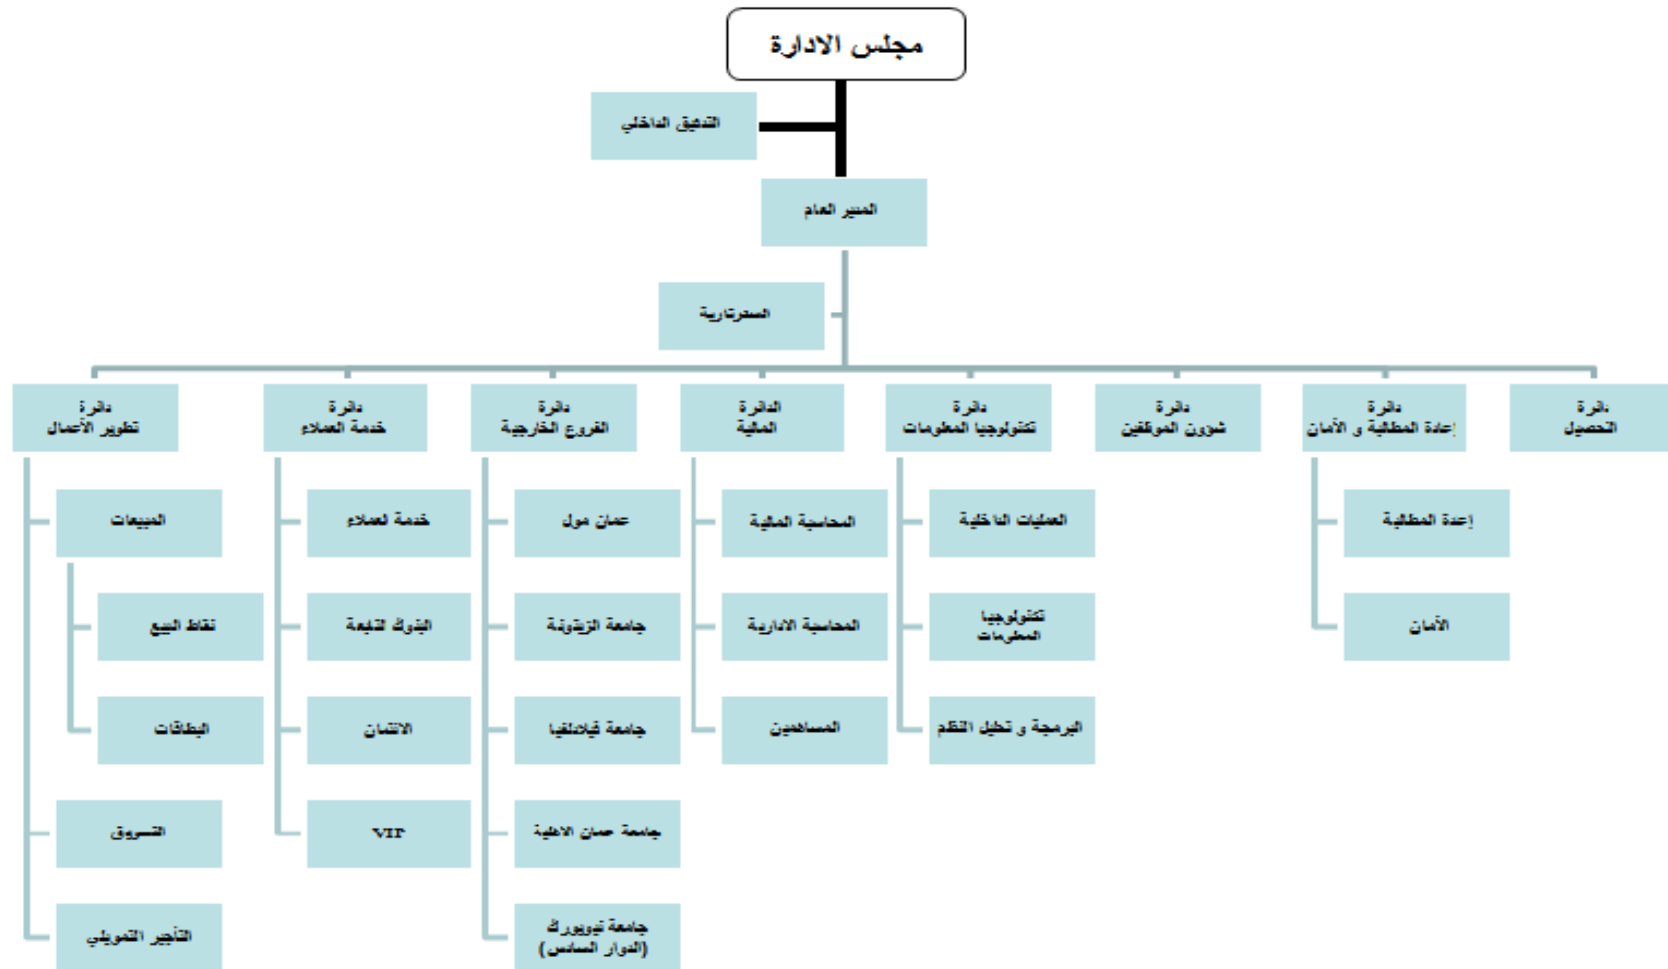 مجلس الادارة
التدقيق الداخلي
المدير العام
السكرتارية
دائرة
التحصيل
دائرة
إعادة المطالبة و الأمان
دائرة
شؤون الموظفين
دائرة
تكنولوجيا المعلومات
الدائرة
المالية
دائرة
الفروع الخارجية
دائرة
خدمة العملاء
دائرة
تطوير الأعمال
إعدة المطالبة
العمليات الداخلية
المحاسبة المالية
عمان مول
خدمة لعملاء
المبيعات
الأمان
تكنولوجيا
المعلومات
المحاسبة الادارية
جامعة الزيتونة
البنوك لتابعة
نقاط البيع
البرمجة و تحليل النظم
المساهمين
جامعة فيلادلفيا
الائتمان
البطاقات
جامعة عمان الاهلية
VIP
التسويق
جامعة نيويورك
(الدوار السادس)
التأجير التمويلي